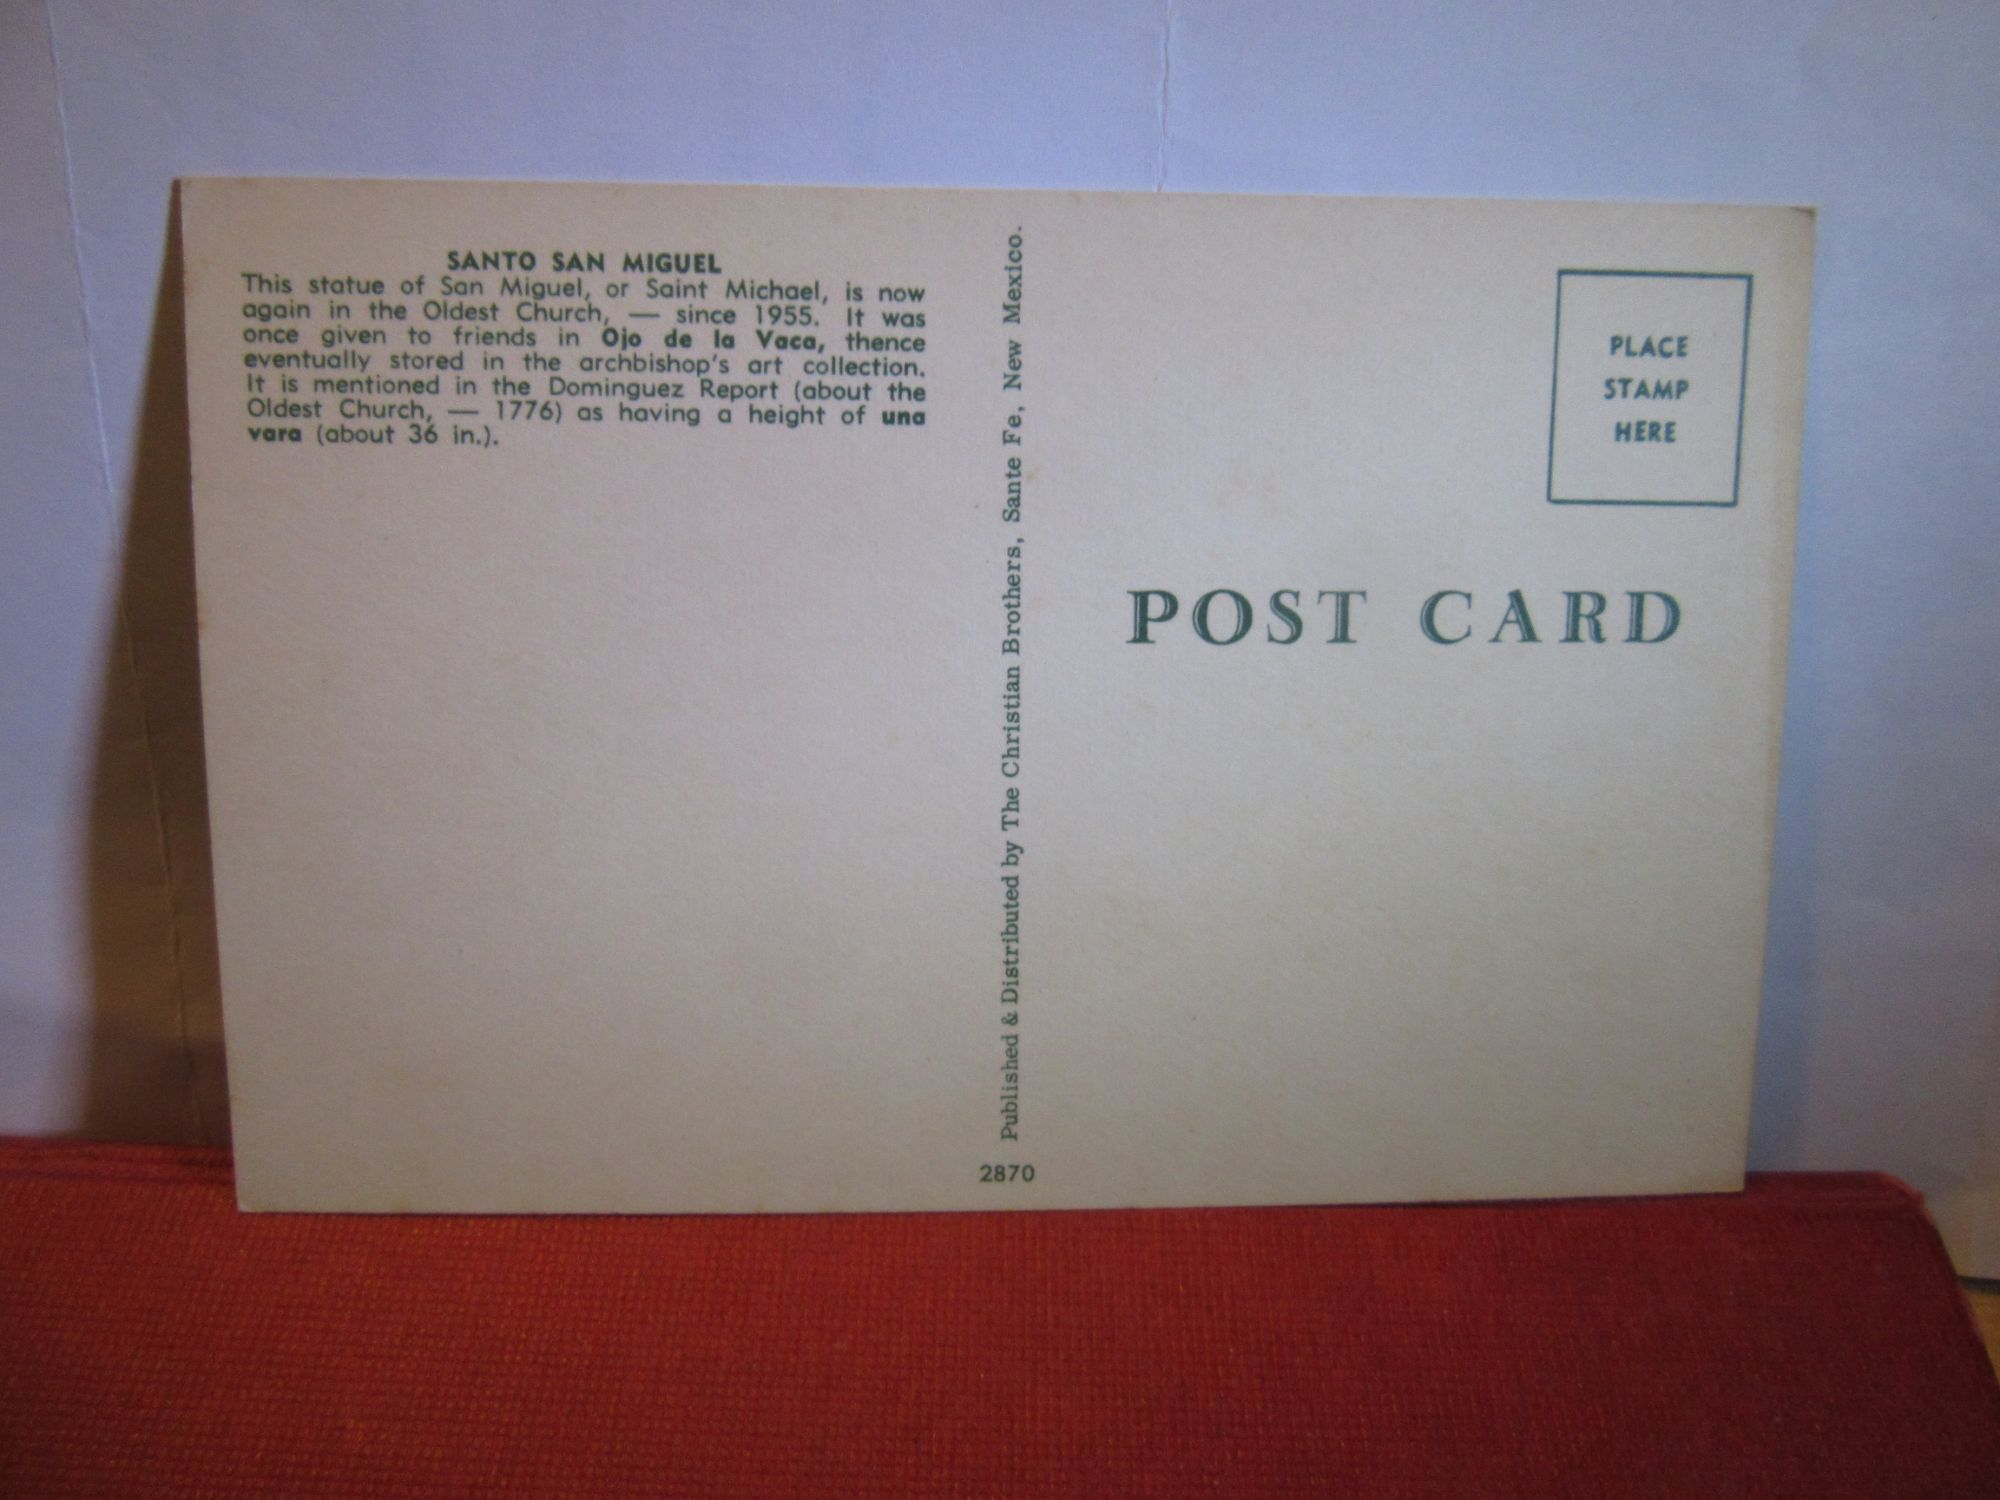 SANTO SAN MIGUEL
This statue of San Miguel, or Saint Michael, is now
again in the Oldest Church, — since 1955. It was
once given to friends in Ojo de la Vaca, thence
eventually stored in the archbishop's art collection.
It is mentioned in the Dominguez Report (about the
Oldest Church, — 1776) as having a height of una
vara (about 36 in.).
Published & Distributed by The Christian Brothers, Sante Fe, New Mexico.
2870
PLACE
STAMP
HERE
POST CARD